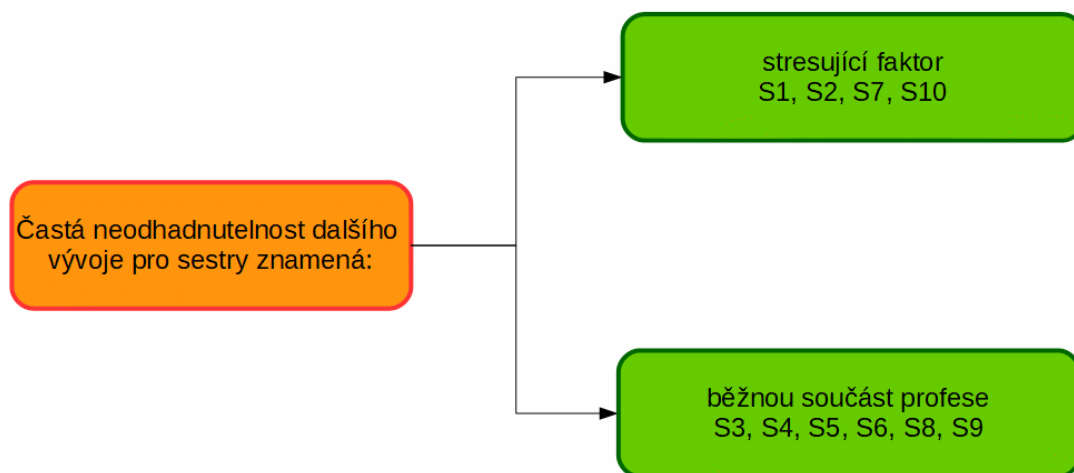 stresující faktor
S1, S2, S7, S10
Častá neodhadnutelnost dalšího
vývoje pro sestry znamená:
běžnou součást profese
S3, S4, S5, S6, S8, S9